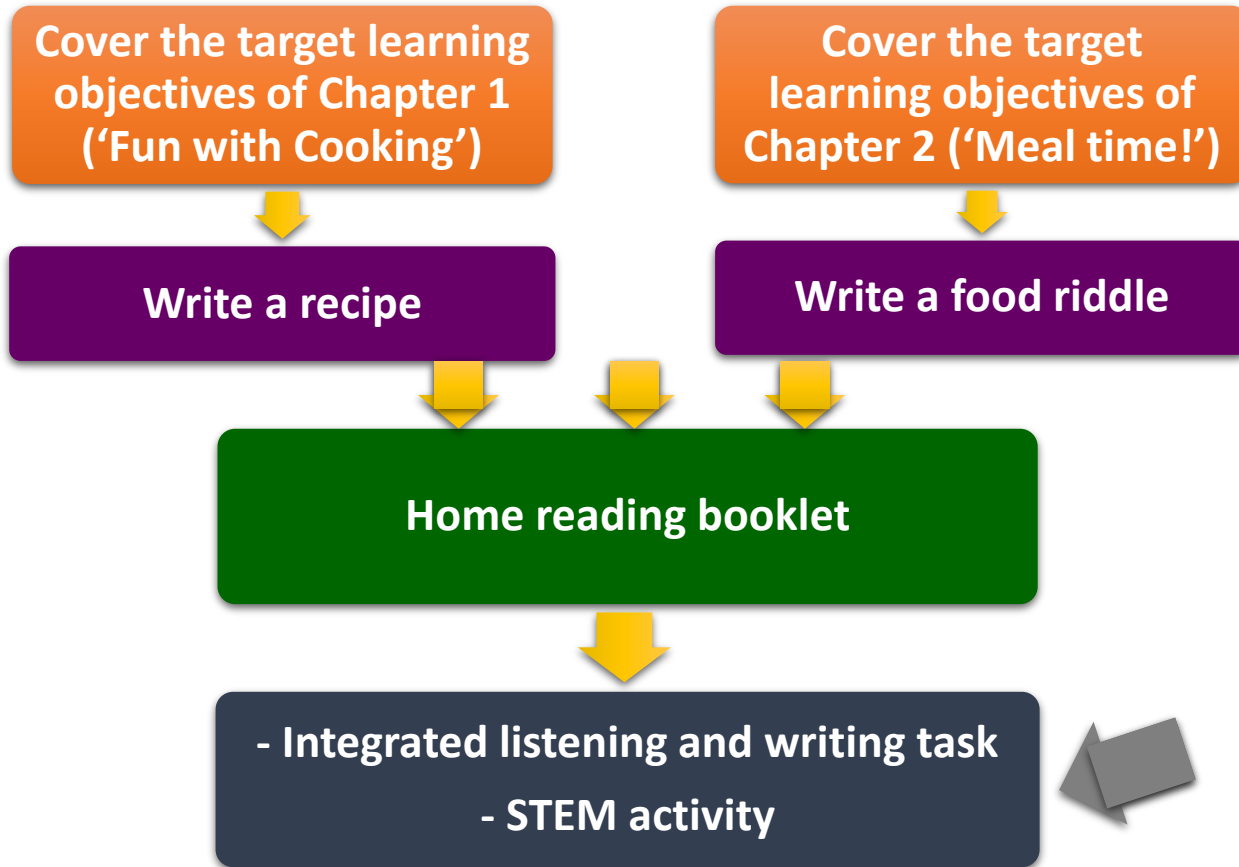 Cover the target learning
objectives of Chapter 1
(‘Fun with Cooking’)
Cover the target
learning objectives of
Chapter 2 (‘Meal time!’)
Write a recipe
Write a food riddle
Home reading booklet
- Integrated listening and writing task
- STEM activity